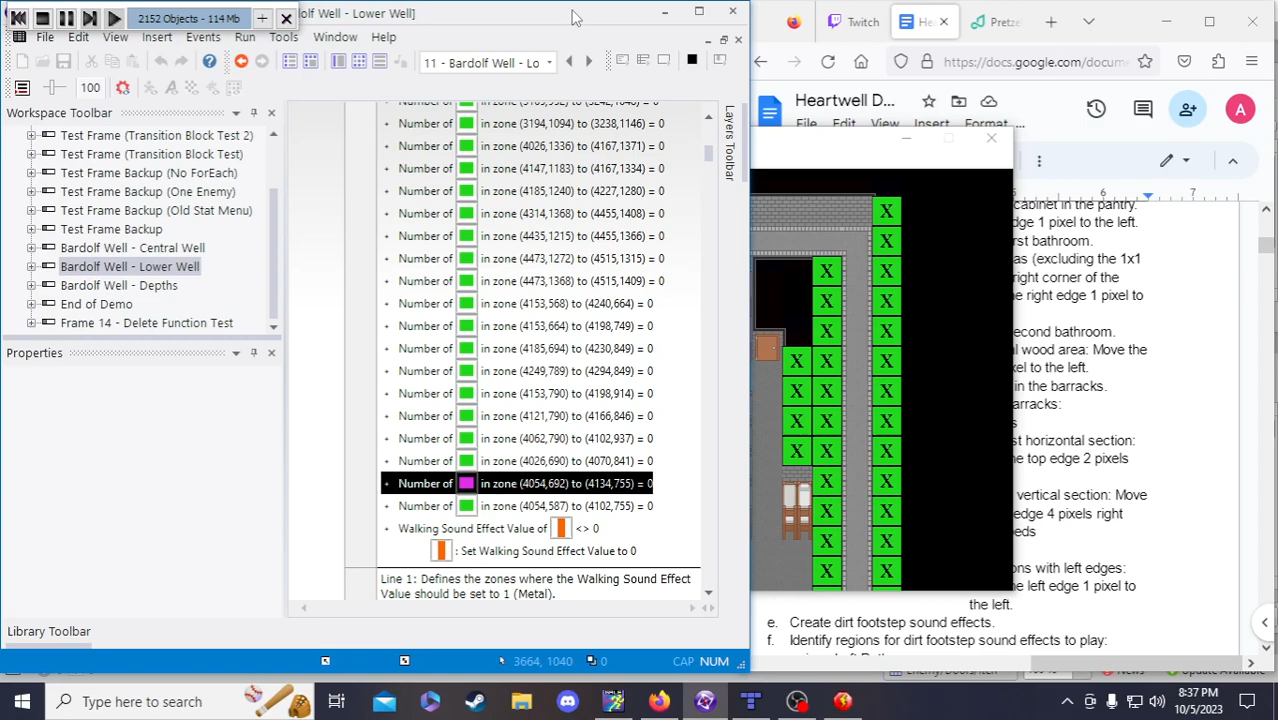 2152 Objects - 114 Mb
dolf Well - Lower Well]
File Edit View Insert Events Run Tools Window Help
11 - Bardolf Well - Lo
100
Workspace Toolbar
Test Frame (Transition Block Test 2)
Test Frame (Transition Block Test)
Test Frame Backup (No ForEach)
Test Frame Backup (One Enemy)
Test Frame Backup (Old Stat Menu)
Test Frame Backup
Bardolf Well - Central Well
Bardolf Well - Lower Well
Bardolf Well - Depths
End of Demo
Frame 14 - Delete Function Test
Properties
Library Toolbar
Layers Toolbar
Number of in zone (3194,1094) to (3238,1146) = 0
Number of in zone (4026,1336) to (4167,1371) = 0
Number of in zone (4147,1183) to (4167,1334) = 0
Number of in zone (4185,1240) to (4227,1280) = 0
Number of in zone (4314,1368) to (4455,1408) = 0
Number of in zone (4435,1215) to (4455,1366) = 0
Number of in zone (4473,1272) to (4515,1315) = 0
Number of in zone (4473,1368) to (4515,1409) = 0
Number of in zone (4153,568) to (4240,664) = 0
Number of in zone (4153,664) to (4198,749) = 0
Number of in zone (4185,694) to (4230,849) = 0
Number of in zone (4249,789) to (4294,849) = 0
Number of in zone (4153,790) to (4198,914) = 0
Number of in zone (4121,790) to (4166,846) = 0
Number of in zone (4062,790) to (4102,937) = 0
Number of in zone (4026,690) to (4070,841) = 0
Number of in zone (4054,692) to (4134,755) = 0
Number of in zone (4054,587) to (4102,755) = 0
Walking Sound Effect Value of <> 0
: Set Walking Sound Effect Value to 0
Line 1: Defines the zones where the Walking Sound Effect
Value should be set to 1 (Metal).
3664, 1040 0 CAP NUM
Twitch
Hea
Pretze
https://docs.google.com/docume
Heartwell D...
File Edit View Insert Format
A
6 7
X X X X X X X X X X X X X X X X X X X X X X X X X X X
cabinet in the pantry.
edge 1 pixel to the left.
rst bathroom.
as (excluding the 1x1
right corner of the
e right edge 1 pixel to
econd bathroom.
l wood area: Move the
xel to the left.
in the barracks.
arracks:
s
st horizontal section:
he top edge 2 pixels
vertical section: Move
edge 4 pixels right
eds
ons with left edges:
he left edge 1 pixel to
the left.
e. Create dirt footstep sound effects.
f. Identify regions for dirt footstep sound effects to play:
Type here to search
8:37 PM
10/5/2023